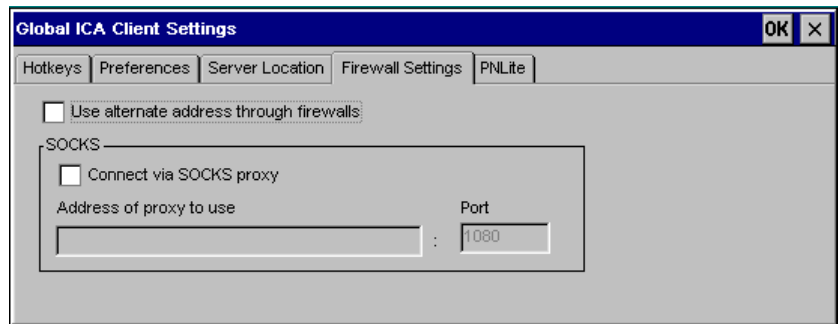 Global ICA Client Settings OK ×
Hotkeys Preferences Server Location Firewall Settings PNLite
Use alternate address through firewalls
SOCKS
Connect via SOCKS proxy
Address of proxy to use Port
: 1080